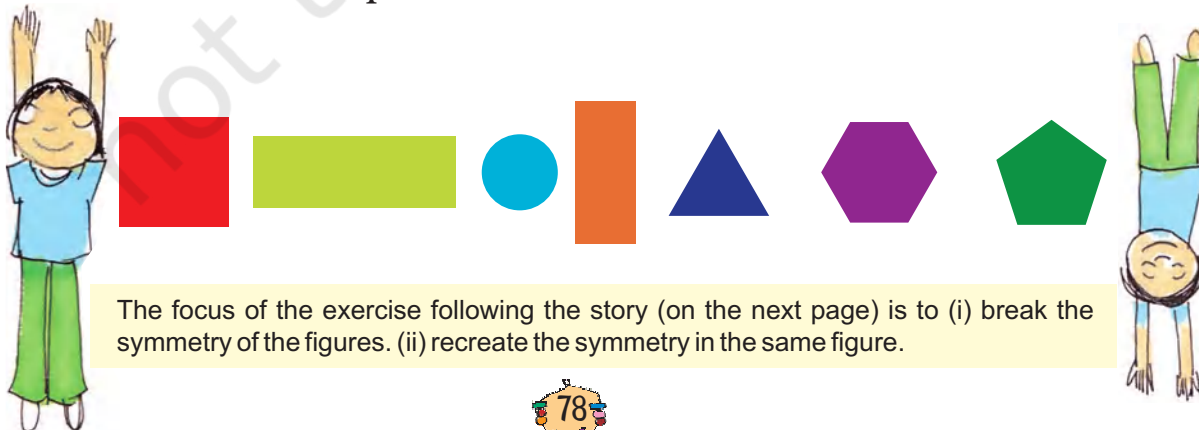 not
The focus of the exercise following the story (on the next page) is to (i) break the
symmetry of the figures. (ii) recreate the symmetry in the same figure.
78